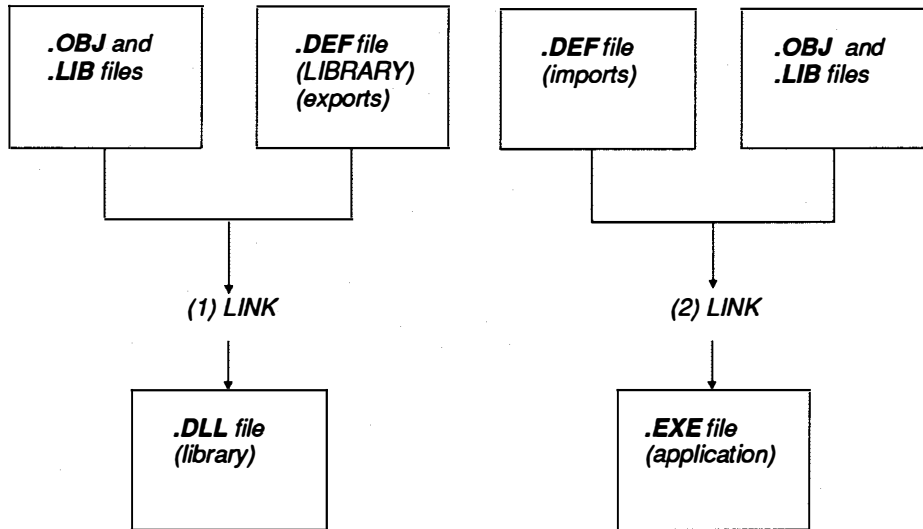 .OBJ and
.LIB files
.DEF file
(LIBRARY)
(exports)
.DEF file
(imports)
.OBJ and
.LIB files
(1) LINK
(2) LINK
.DLL file
(library)
.EXE file
(application)